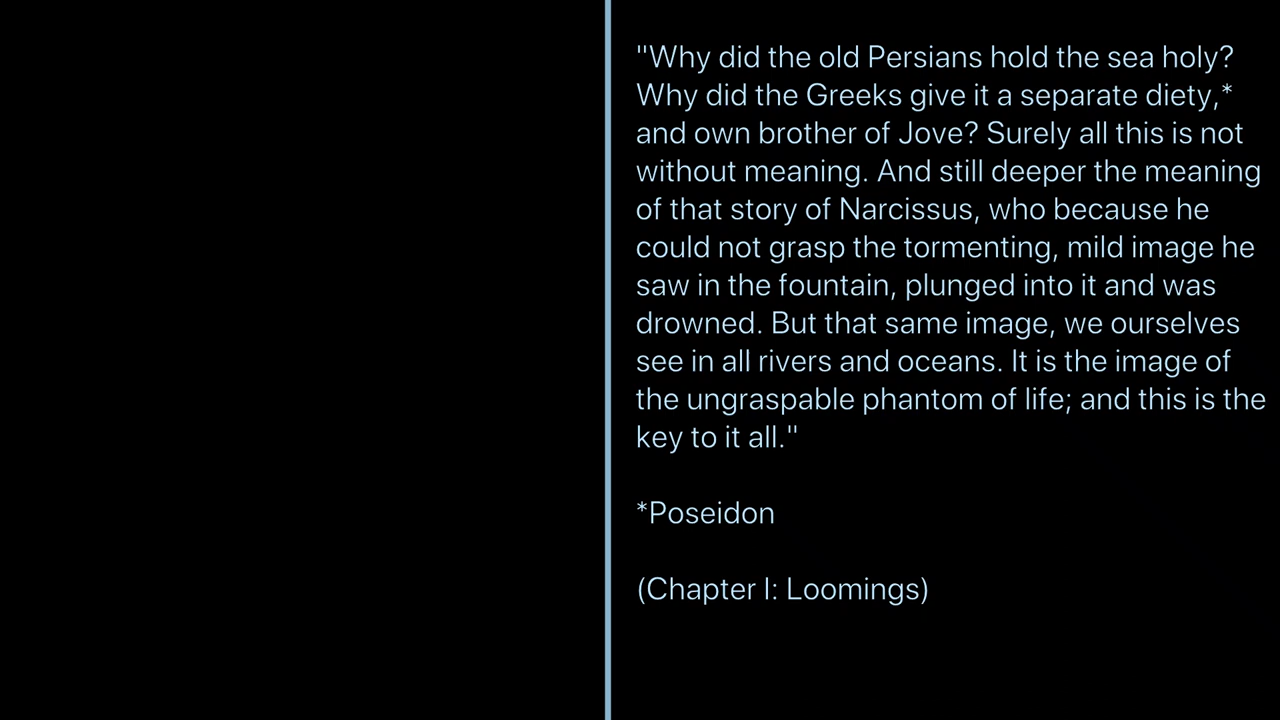 "Why did the old Persians hold the sea holy?
Why did the Greeks give it a separate diety,*
and own brother of Jove? Surely all this is not
without meaning. And still deeper the meaning
of that story of Narcissus, who because he
could not grasp the tormenting, mild image he
saw in the fountain, plunged into it and was
drowned. But that same image, we ourselves
see in all rivers and oceans. It is the image of
the ungraspable phantom of life; and this is the
key to it all."
*Poseidon
(Chapter I: Loomings)